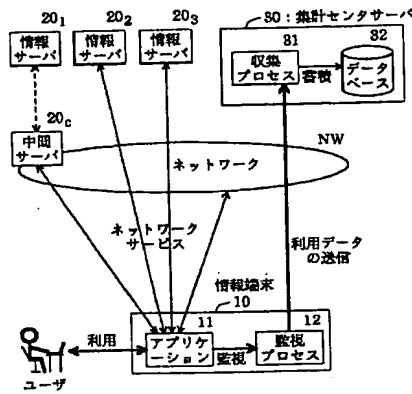 20₁
20₂
20₃
情報
サーバ
情報
サーバ
情報
サーバ
30：集計センタサーバ
31
32
収集
プロセス
蓄積
データ
ベース
20c
中間
サーバ
NW
ネットワーク
ネットワーク
サービス
利用データ
の送信
情報端末
10
11
12
利用
アプリケ
ーション
監視
監視
プロセス
ユーザ